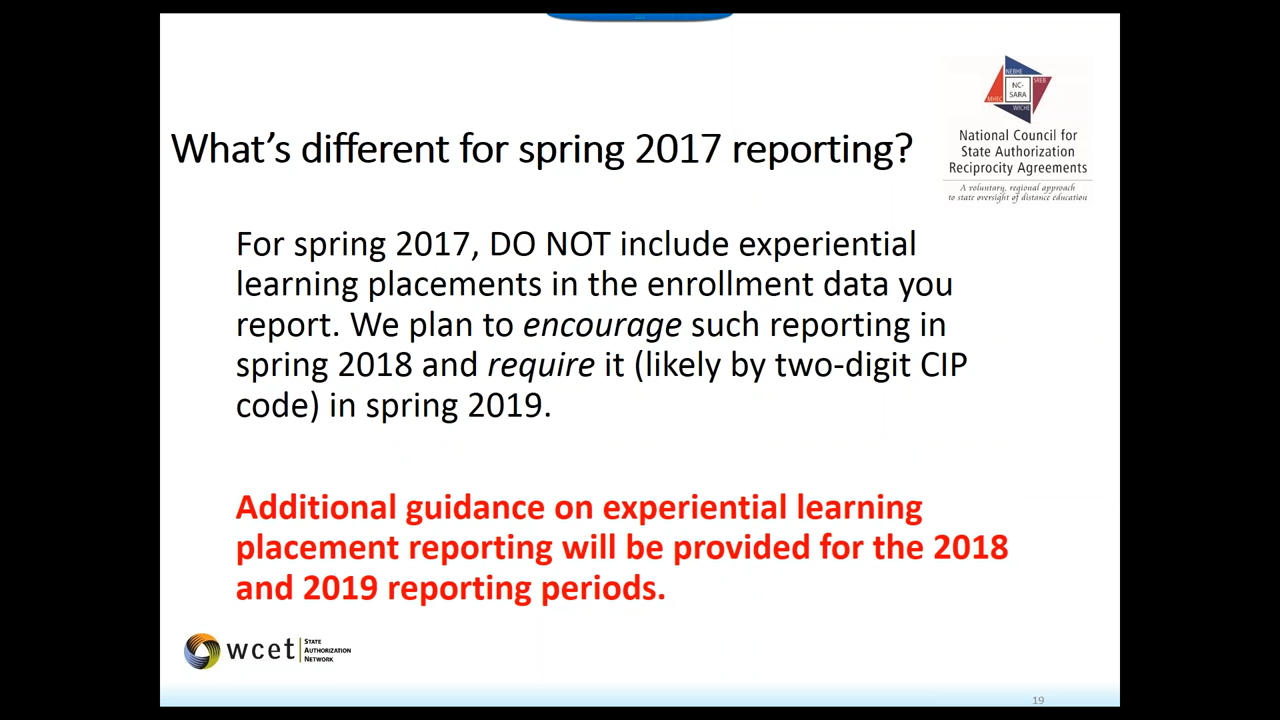 NEBHE
SREB
NC-
SARA
MHEC
WICHE
National Council for
State Authorization
Reciprocity Agreements
A voluntary, regional approach
to state oversight of distance education
What's different for spring 2017 reporting?
For spring 2017, DO NOT include experiential
learning placements in the enrollment data you
report. We plan to encourage such reporting in
spring 2018 and require it (likely by two-digit CIP
code) in spring 2019.
Additional guidance on experiential learning
placement reporting will be provided for the 2018
and 2019 reporting periods.
wcet
STATE
AUTHORIZATION
NETWORK
19